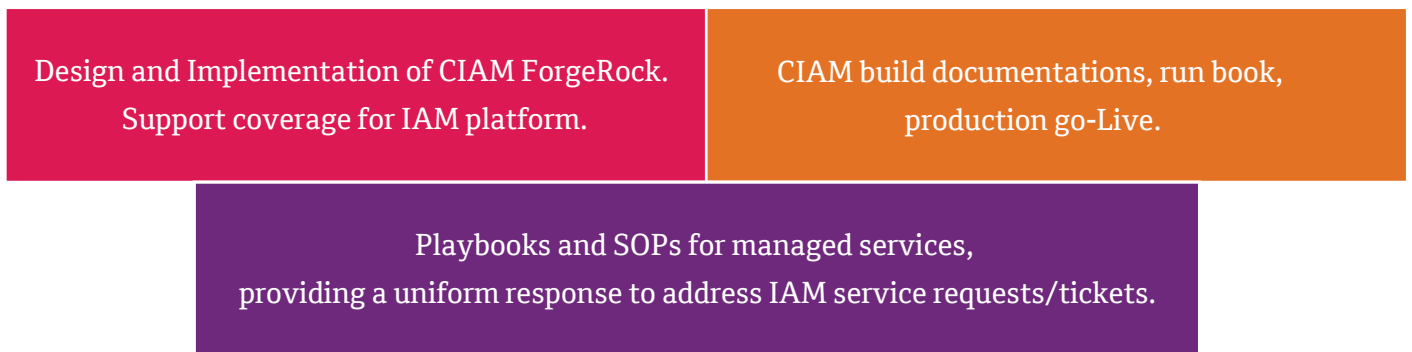 Design and Implementation of CIAM ForgeRock.
Support coverage for IAM platform.
CIAM build documentations, run book,
production go-Live.
Playbooks and SOPs for managed services,
providing a uniform response to address IAM service requests/tickets.